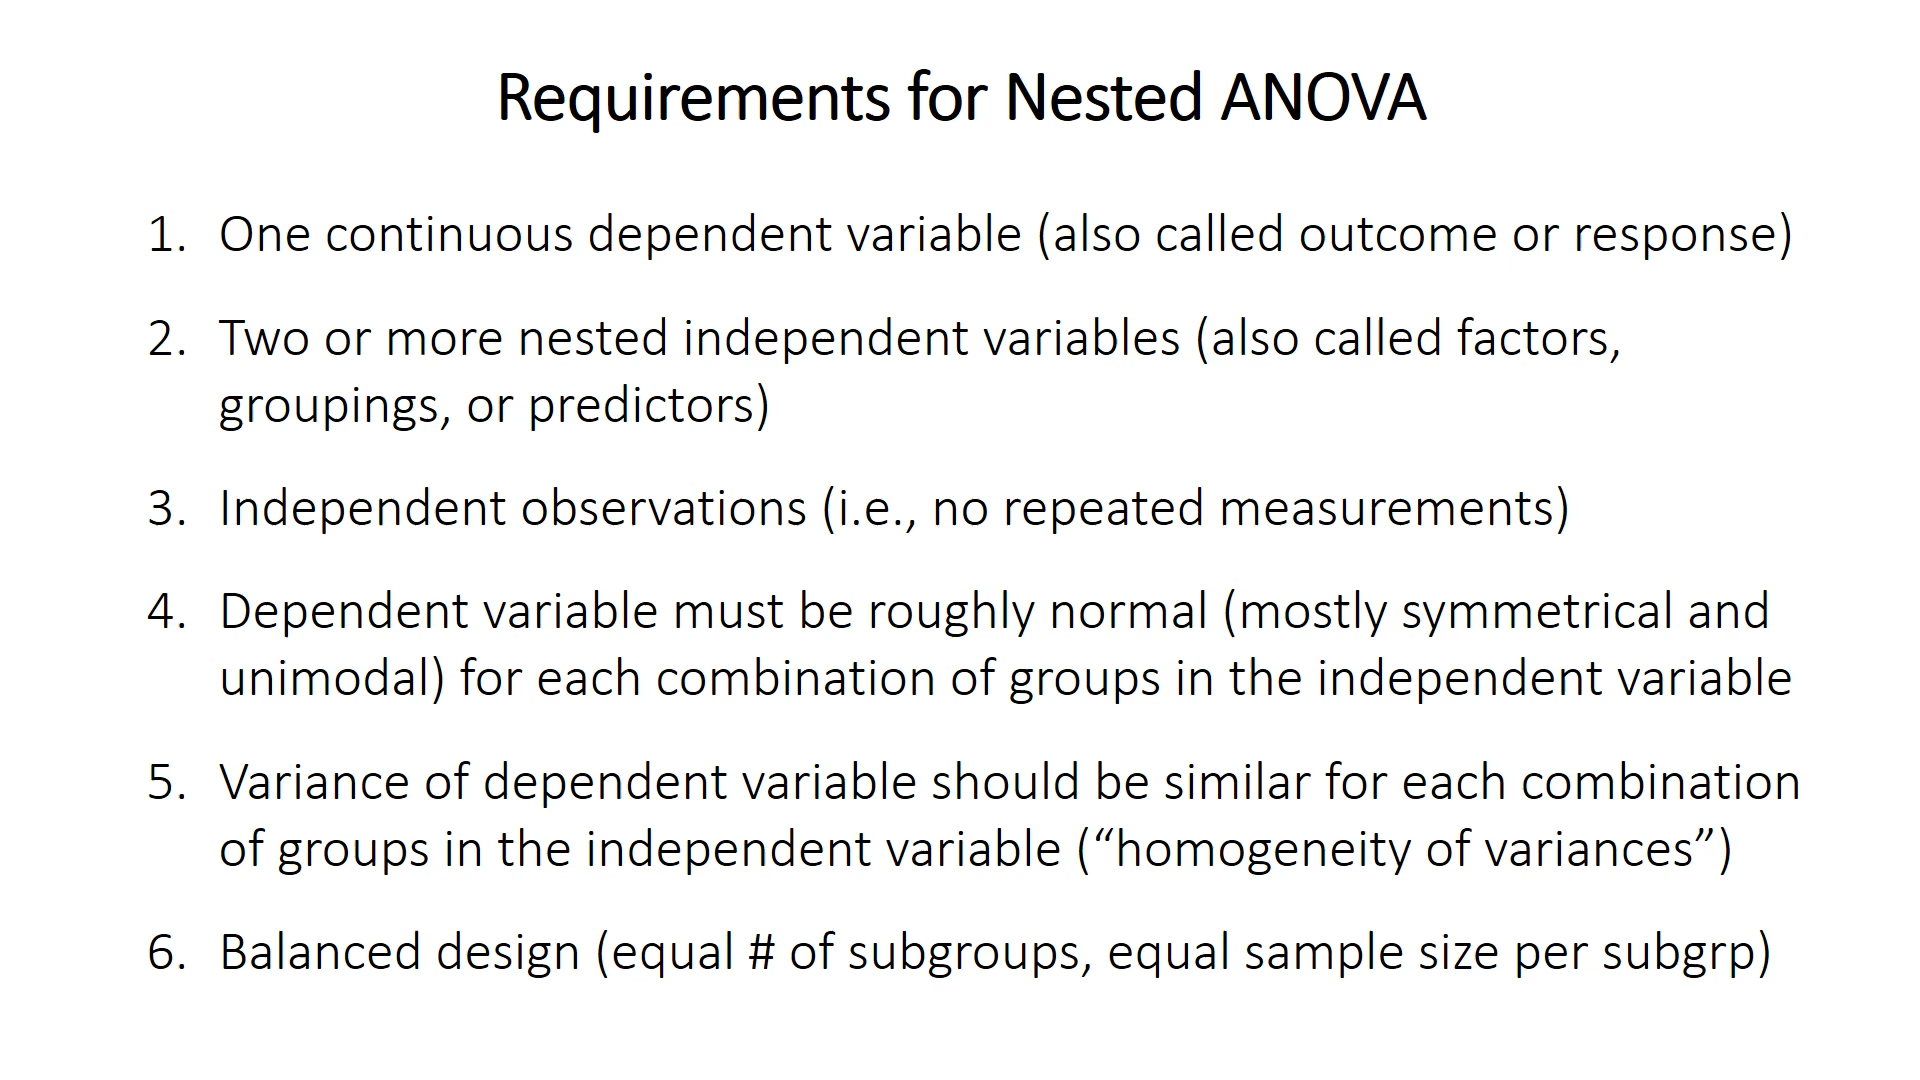 Requirements for Nested ANOVA
1. One continuous dependent variable (also called outcome or response)
2. Two or more nested independent variables (also called factors,
groupings, or predictors)
3. Independent observations (i.e., no repeated measurements)
4. Dependent variable must be roughly normal (mostly symmetrical and
unimodal) for each combination of groups in the independent variable
5. Variance of dependent variable should be similar for each combination
of groups in the independent variable (“homogeneity of variances”)
6. Balanced design (equal # of subgroups, equal sample size per subgrp)